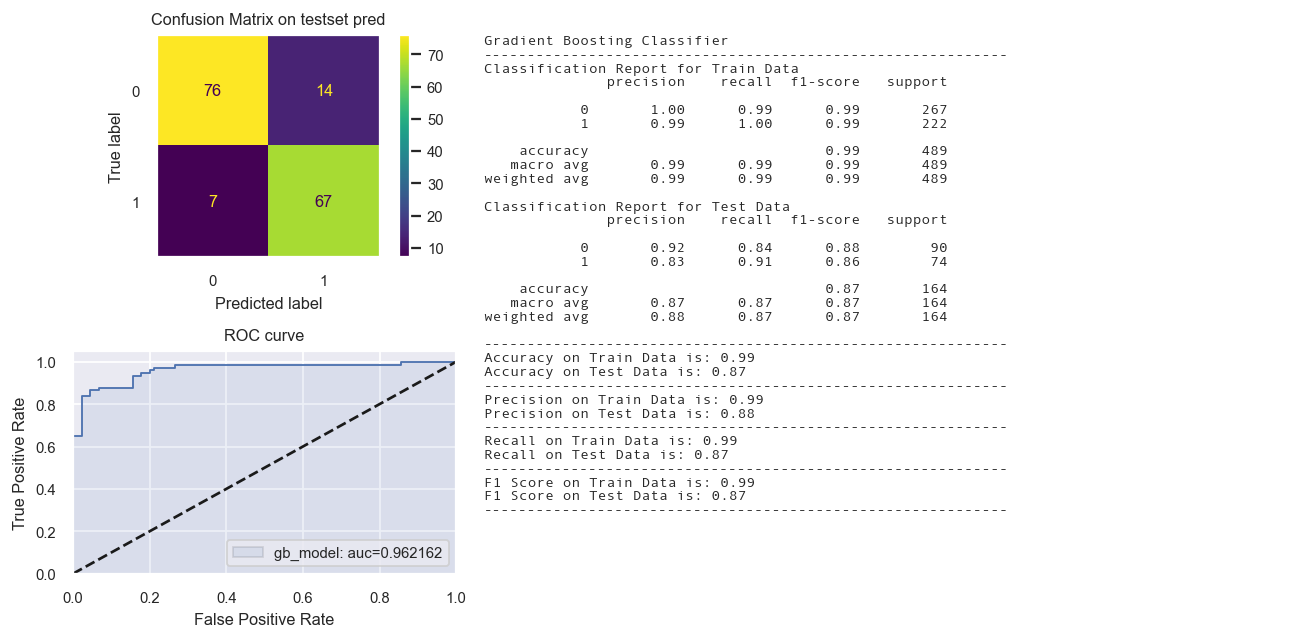 Confusion Matrix on testset pred
76 14
7 67
0
1
True label
0 1
Predicted label
70
60
50
40
30
20
10
ROC curve
1.0
0.8
0.6
0.4
0.2
0.0
True Positive Rate
gb_model: auc=0.962162
0.0 0.2 0.4 0.6 0.8 1.0
False Positive Rate
Gradient Boosting Classifier
------------------------------------------------------------
Classification Report for Train Data
precision recall f1-score support
0 1.00 0.99 0.99 267
1 0.99 1.00 0.99 222
accuracy 0.99 489
macro avg 0.99 0.99 0.99 489
weighted avg 0.99 0.99 0.99 489
Classification Report for Test Data
precision recall f1-score support
0 0.92 0.84 0.88 90
1 0.83 0.91 0.86 74
accuracy 0.87 164
macro avg 0.87 0.87 0.87 164
weighted avg 0.88 0.87 0.87 164
------------------------------------------------------------
Accuracy on Train Data is: 0.99
Accuracy on Test Data is: 0.87
------------------------------------------------------------
Precision on Train Data is: 0.99
Precision on Test Data is: 0.88
------------------------------------------------------------
Recall on Train Data is: 0.99
Recall on Test Data is: 0.87
------------------------------------------------------------
F1 Score on Train Data is: 0.99
F1 Score on Test Data is: 0.87
------------------------------------------------------------